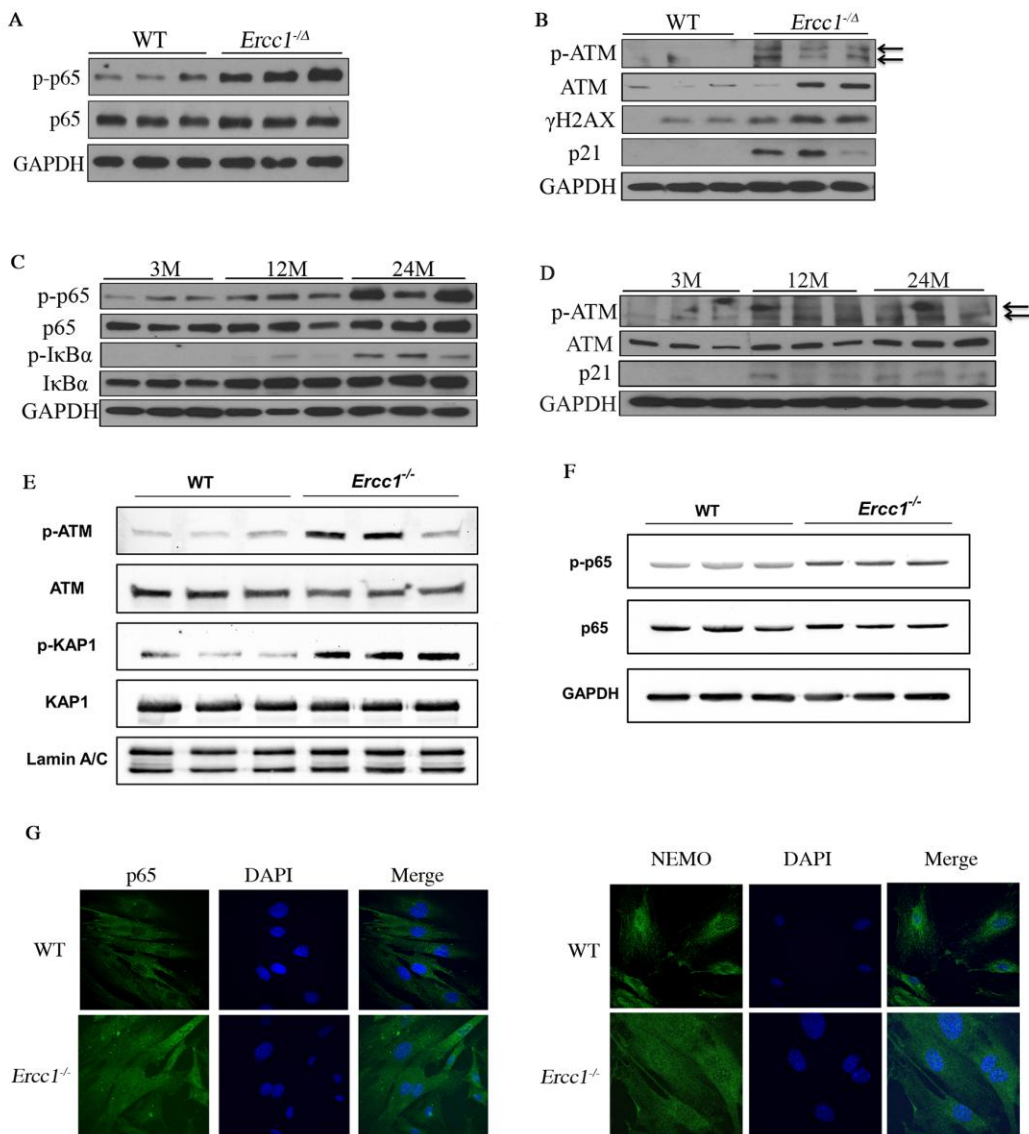 A
WT Ercc1-/Δ
p-p65
p65
GAPDH
B
WT Ercc1-/Δ
p-ATM
ATM
γH2AX
p21
GAPDH
C
3M 12M 24M
p-p65
p65
p-IκBα
IκBα
GAPDH
D
3M 12M 24M
p-ATM
ATM
p21
GAPDH
E
WT Ercc1-/-
p-ATM
ATM
p-KAP1
KAP1
Lamin A/C
F
WT Ercc1-/-
p-p65
p65
GAPDH
G
p65 DAPI Merge
WT
Ercc1-/-
NEMO DAPI Merge
WT
Ercc1-/-